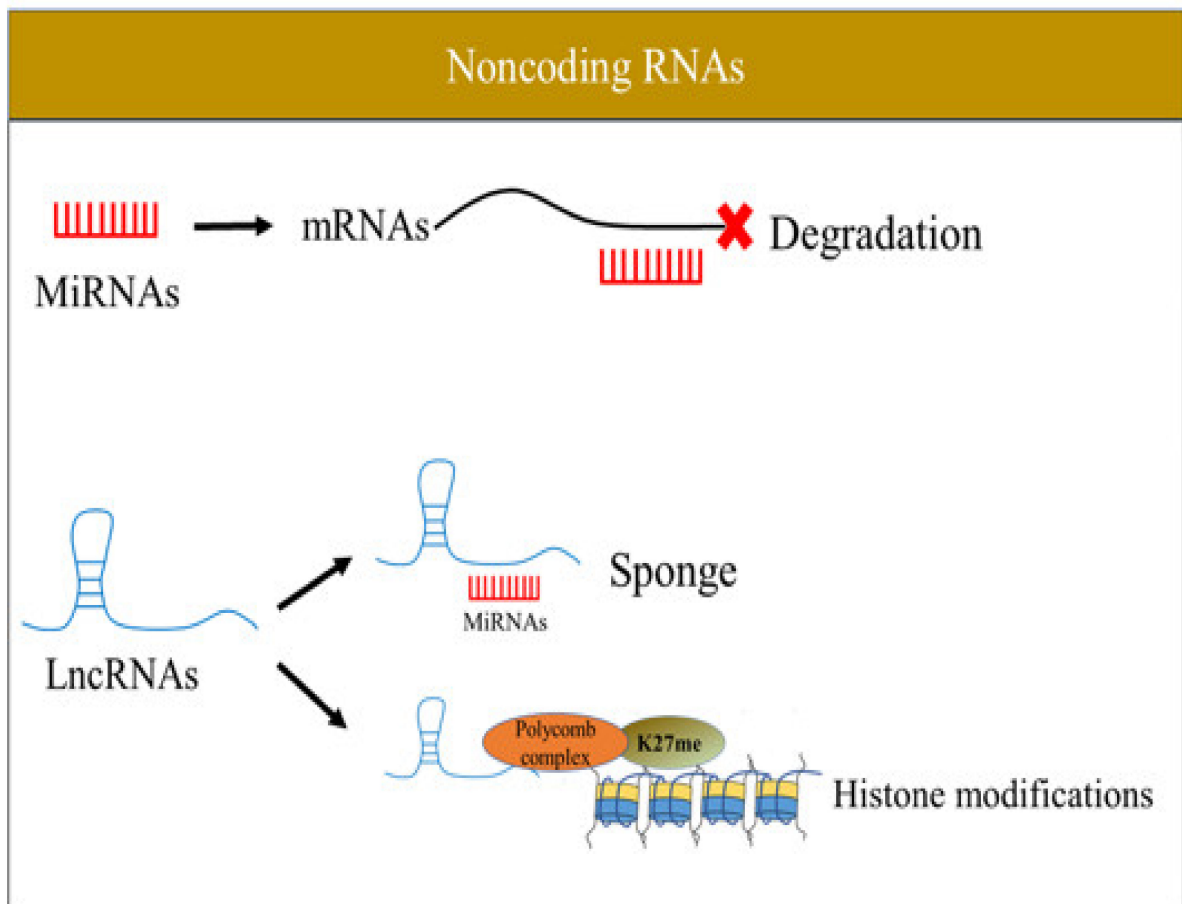 Noncoding RNAs
MiRNAs
mRNAs
Degradation
LncRNAs
Sponge
MiRNAs
Polycomb
complex
K27me
Histone modifications